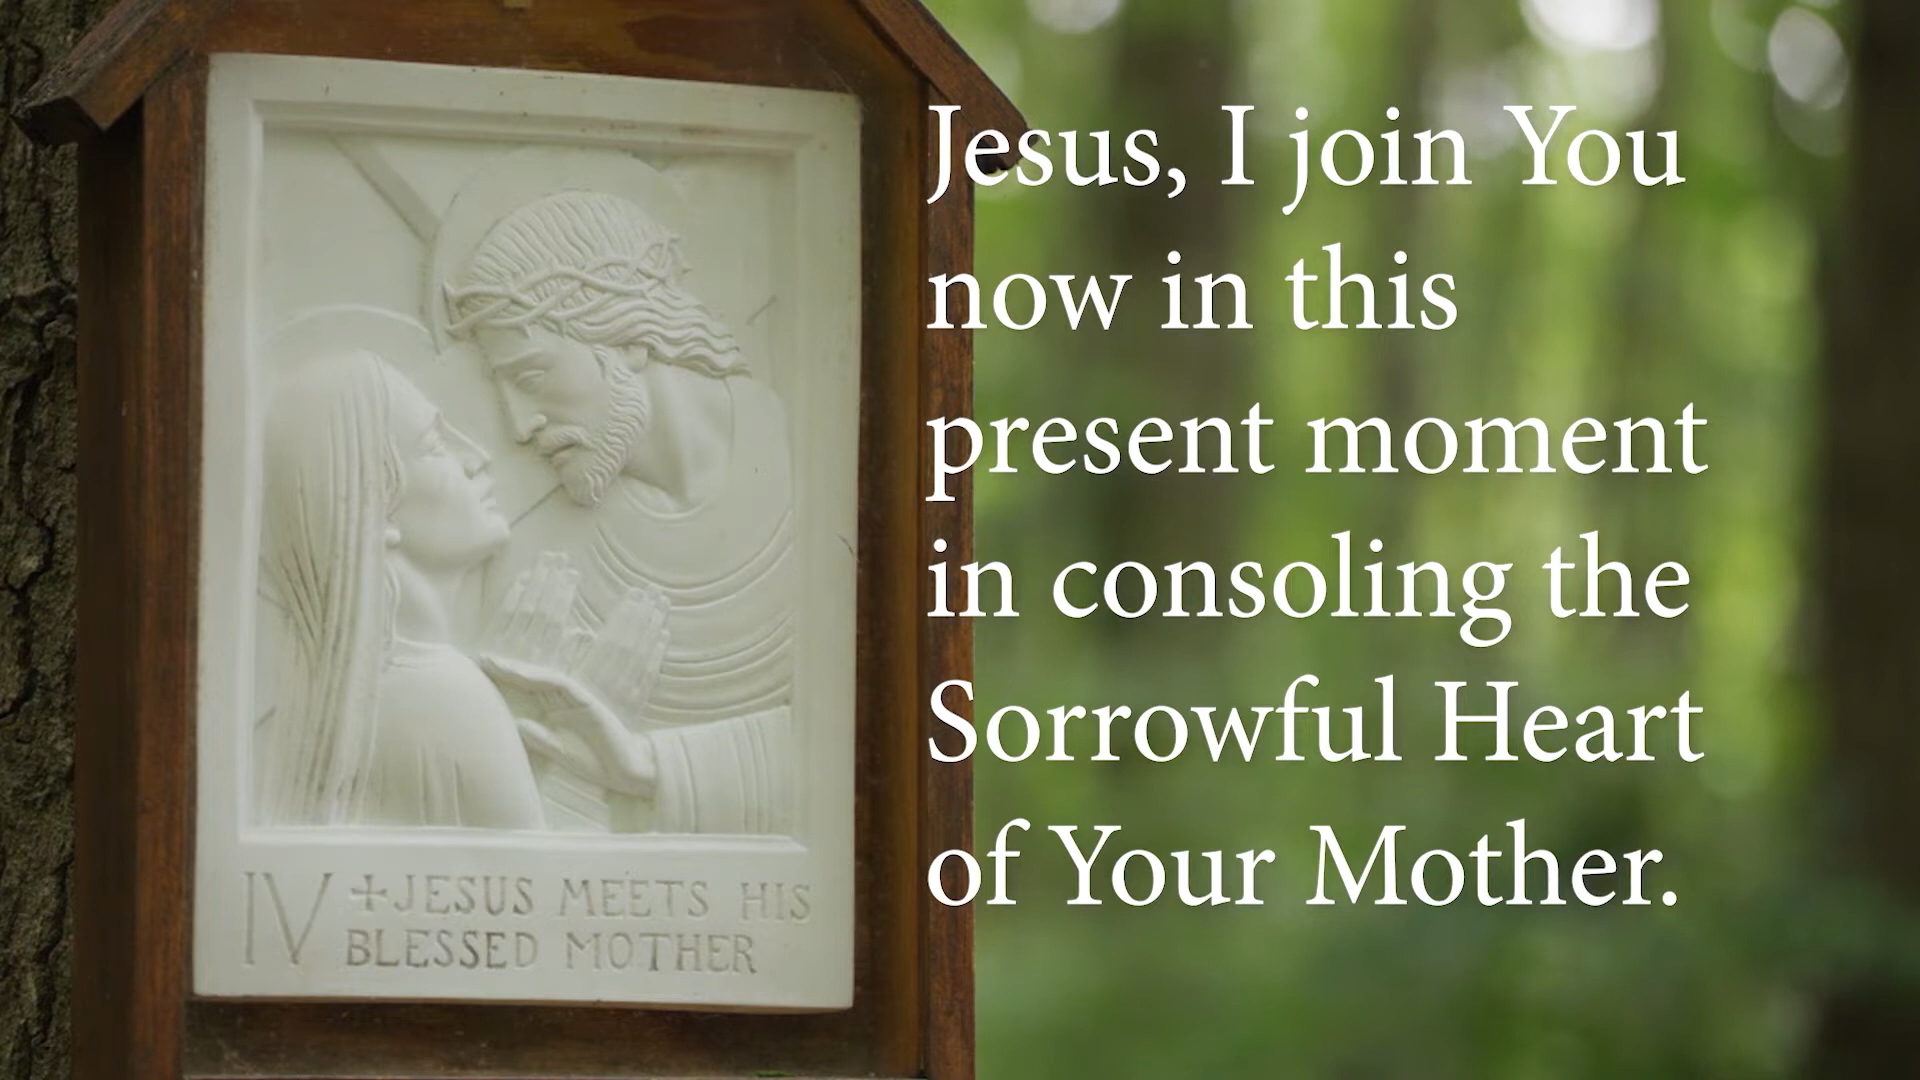 Jesus, I join You
now in this
present moment
in consoling the
Sorrowful Heart
of Your Mother.
IV +JESUS MEETS HIS
BLESSED MOTHER